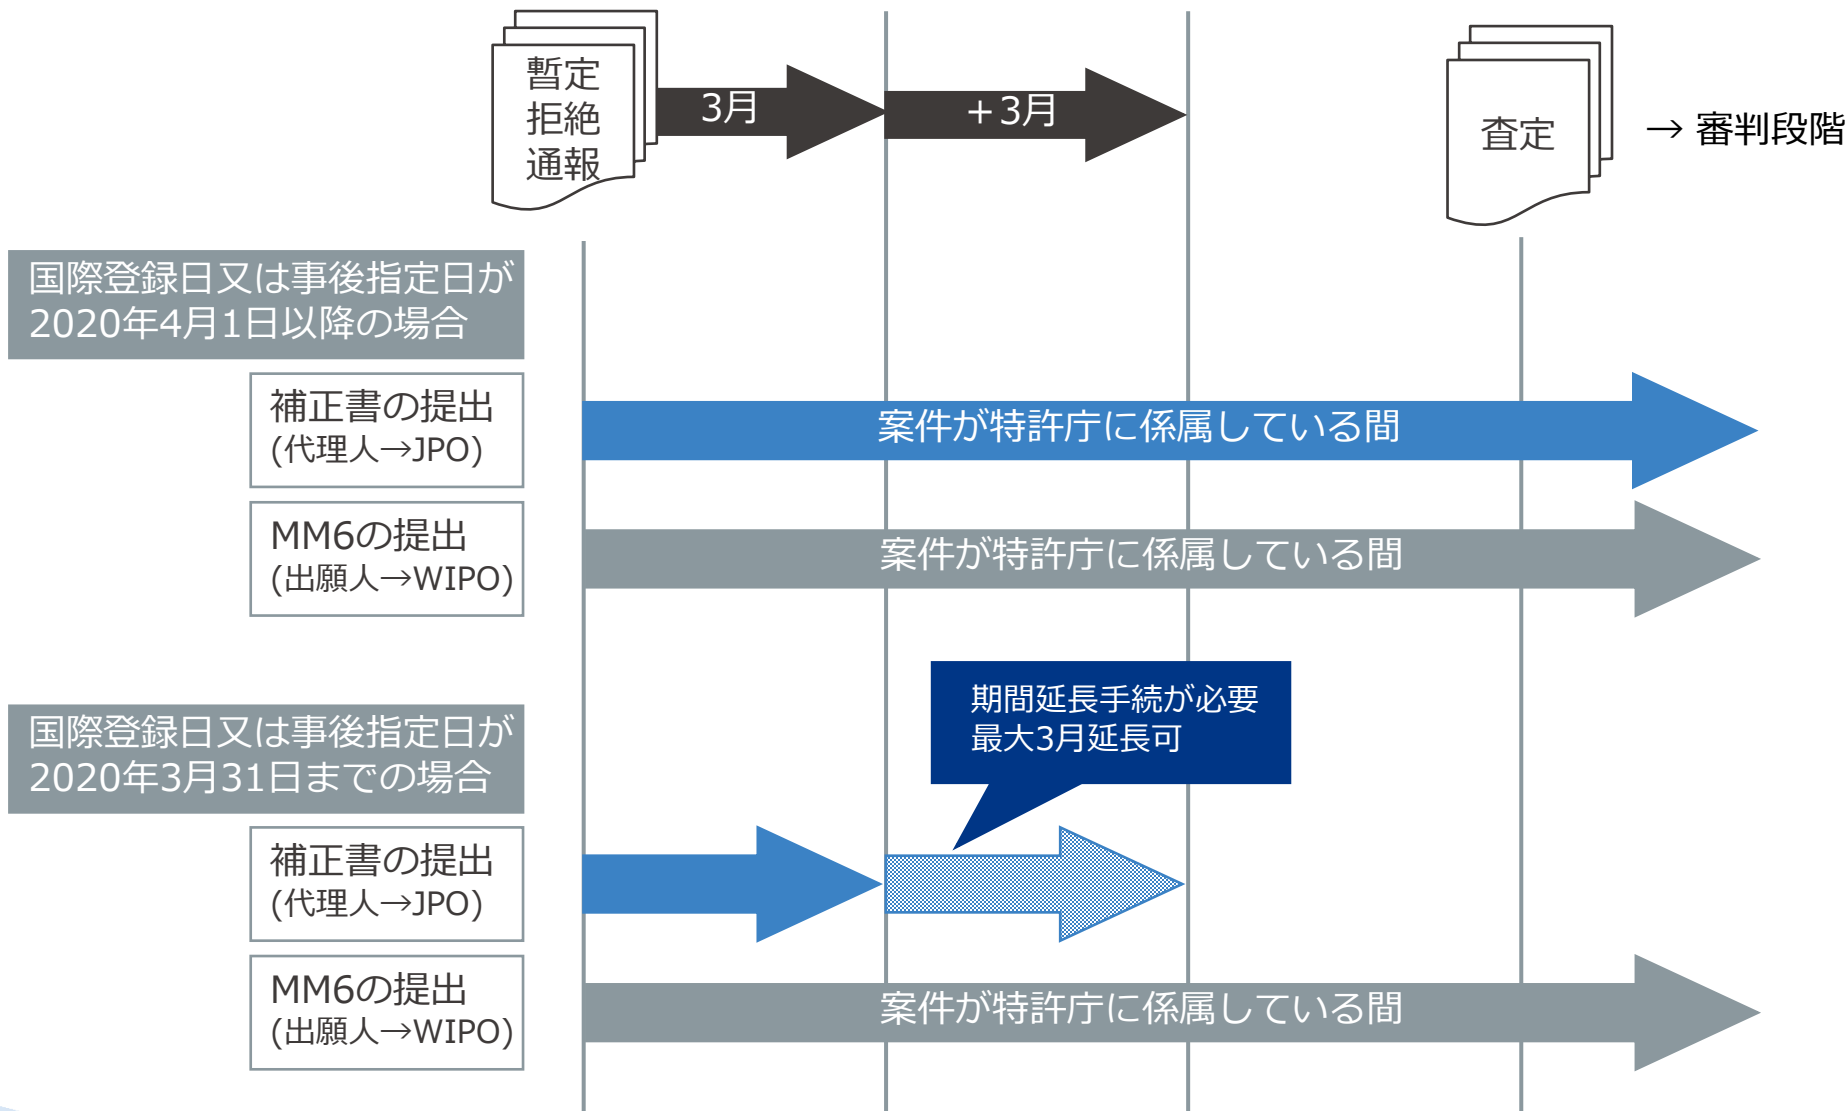 暫定
拒絶
通報
3月
+3月
査定
→ 審判段階
国際登録日又は事後指定日が
2020年4月1日以降の場合
補正書の提出
(代理人→JPO)
案件が特許庁に係属している間
MM6の提出
(出願人→WIPO)
案件が特許庁に係属している間
期間延長手続が必要
最大3月延長可
国際登録日又は事後指定日が
2020年3月31日までの場合
補正書の提出
(代理人→JPO)
MM6の提出
(出願人→WIPO)
案件が特許庁に係属している間